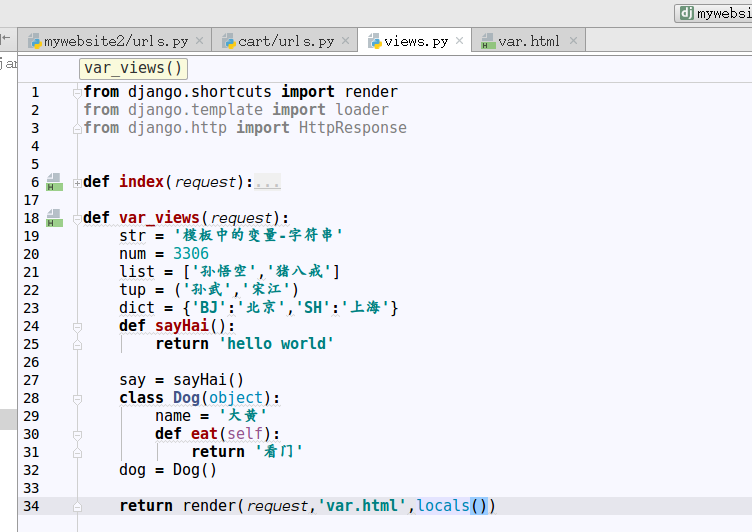 mywebsi
mywebsite2/urls.py cart/urls.py views.py var.html
var_views()
1 from django.shortcuts import render
2 from django.template import loader
3 from django.http import HttpResponse
4
5
6 def index(request):...
17
18 def var_views(request):
19 str = '模板中的变量-字符串'
20 num = 3306
21 list = ['孙悟空','猪八戒']
22 tup = ('孙武','宋江')
23 dict = {'BJ':'北京','SH':'上海'}
24 def sayHai():
25 return 'hello world'
26
27 say = sayHai()
28 class Dog(object):
29 name = '大黄'
30 def eat(self):
31 return '看门'
32 dog = Dog()
33
34 return render(request,'var.html',locals())